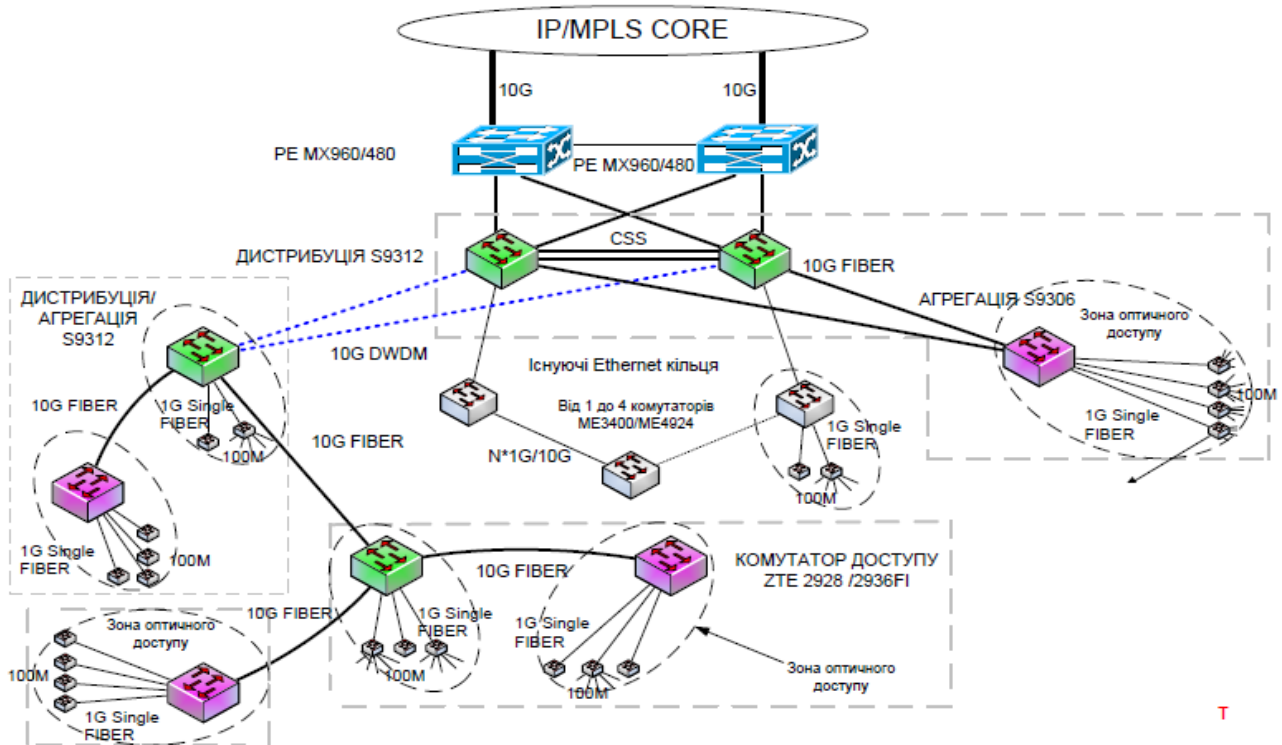 IP/MPLS CORE
10G
10G
PE MX960/480
PE MX960/480
CSS
ДИСТРИБУЦІЯ S9312
10G FIBER
ДИСТРИБУЦІЯ/
АГРЕГАЦІЯ
S9312
АГРЕГАЦІЯ S9306
Зона оптичного
доступу
10G DWDM
Існуючі Ethernet кільця
10G FIBER
1G Single
FIBER
Від 1 до 4 комутаторів
ME3400/ME4924
100M
1G Single
FIBER
1G Single
FIBER
10G FIBER
100M
N*1G/10G
100M
1G Single
FIBER
100M
КОМУТАТОР ДОСТУПУ
ZTE 2928 /2936FI
10G FIBER
10G FIBER
Зона оптичного
доступу
1G Single
FIBER
1G Single
FIBER
100M
100M
100M
Зона оптичного
доступу
1G Single
FIBER
T